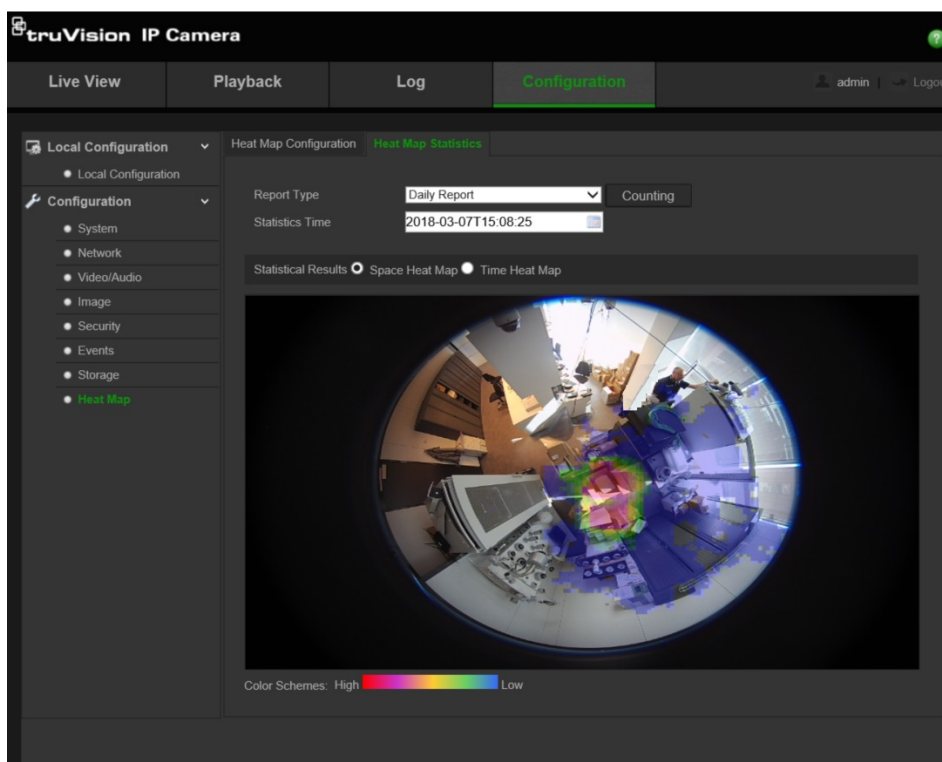 truVision IP Camera
?
Live View Playback Log Configuration admin | Logou
Local Configuration
Local Configuration
Configuration
System
Network
Video/Audio
Image
Security
Events
Storage
Heat Map
Heat Map Configuration Heat Map Statistics
Report Type Daily Report Counting
Statistics Time 2018-03-07T15:08:25
Statistical Results Space Heat Map Time Heat Map
Color Schemes: High Low